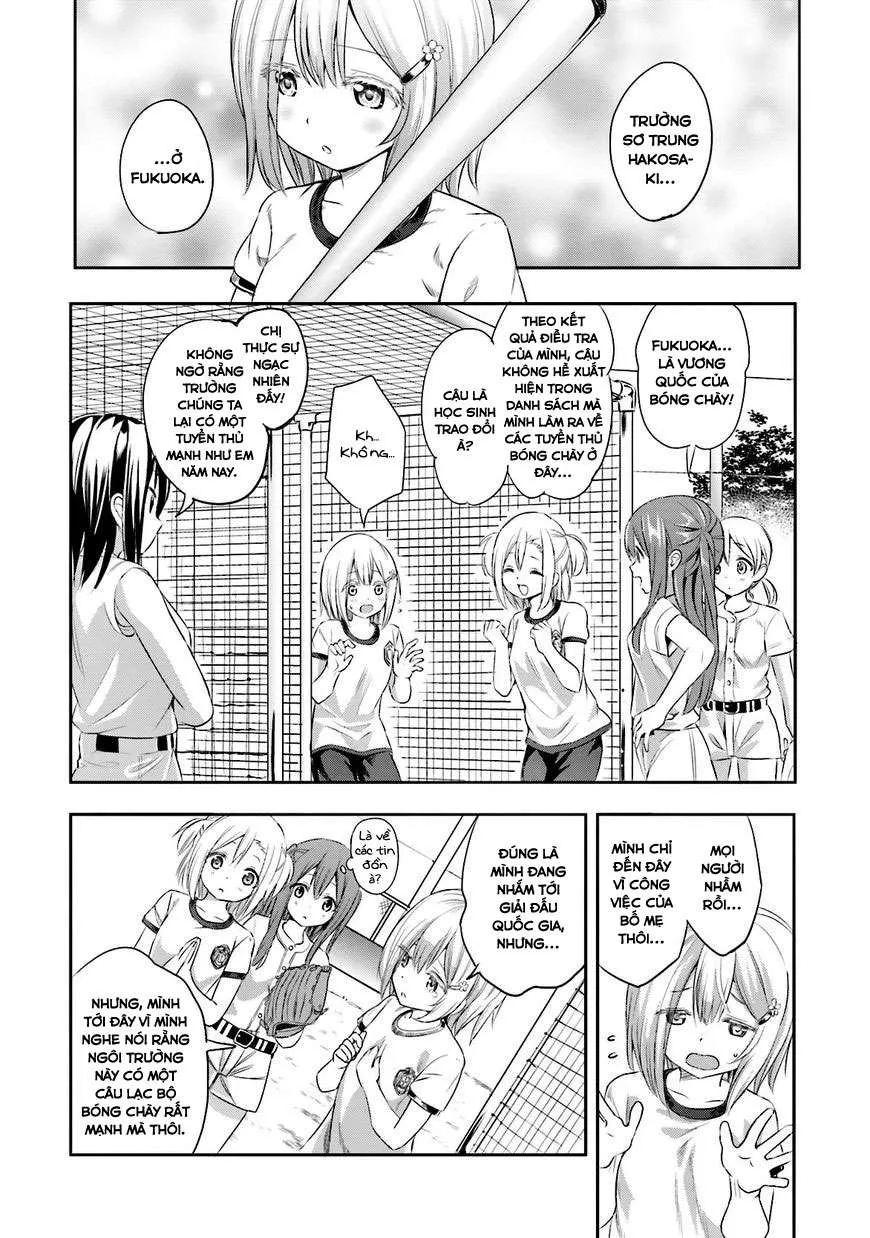 TRƯỜNG
SƠ TRUNG
HAKOSA-
KI...
...Ở
FUKUOKA.
FUKUOKA...
LÀ VƯƠNG
QUỐC CỦA
BÓNG CHÀY!
THEO KẾT
QUẢ ĐIỀU TRA
CỦA MÌNH, CẬU
KHÔNG HỀ XUẤT
HIỆN TRONG
DANH SÁCH MÀ
MÌNH LÀM RA VỀ
CÁC TUYỂN THỦ
BÓNG CHÀY Ở
ĐÂY...
CẬU LÀ
HỌC SINH
TRAO ĐỔI
À?
Kh...
Không...
CHỊ
THỰC SỰ
NGẠC
NHIÊN ĐẤY!
KHÔNG
NGỜ RẰNG
TRƯỜNG
CHÚNG TA
LẠI CÓ MỘT
TUYỂN THỦ
MẠNH NHƯ EM
NĂM NAY.
MỌI
NGƯỜI
NHẦM
RỒI...
MÌNH CHỈ
ĐẾN ĐÂY
VÌ CÔNG
VIỆC CỦA
BỐ MẸ
THÔI...
ĐÚNG LÀ
MÌNH ĐANG
NHẮM TỚI
GIẢI ĐẤU
QUỐC GIA,
NHƯNG...
Là về
các tin
đồn
à?
NHƯNG, MÌNH
TỚI ĐÂY VÌ MÌNH
NGHE NÓI RẰNG
NGÔI TRƯỜNG
NÀY CÓ MỘT
CÂU LẠC BỘ
BÓNG CHÀY RẤT
MẠNH MÀ THÔI.